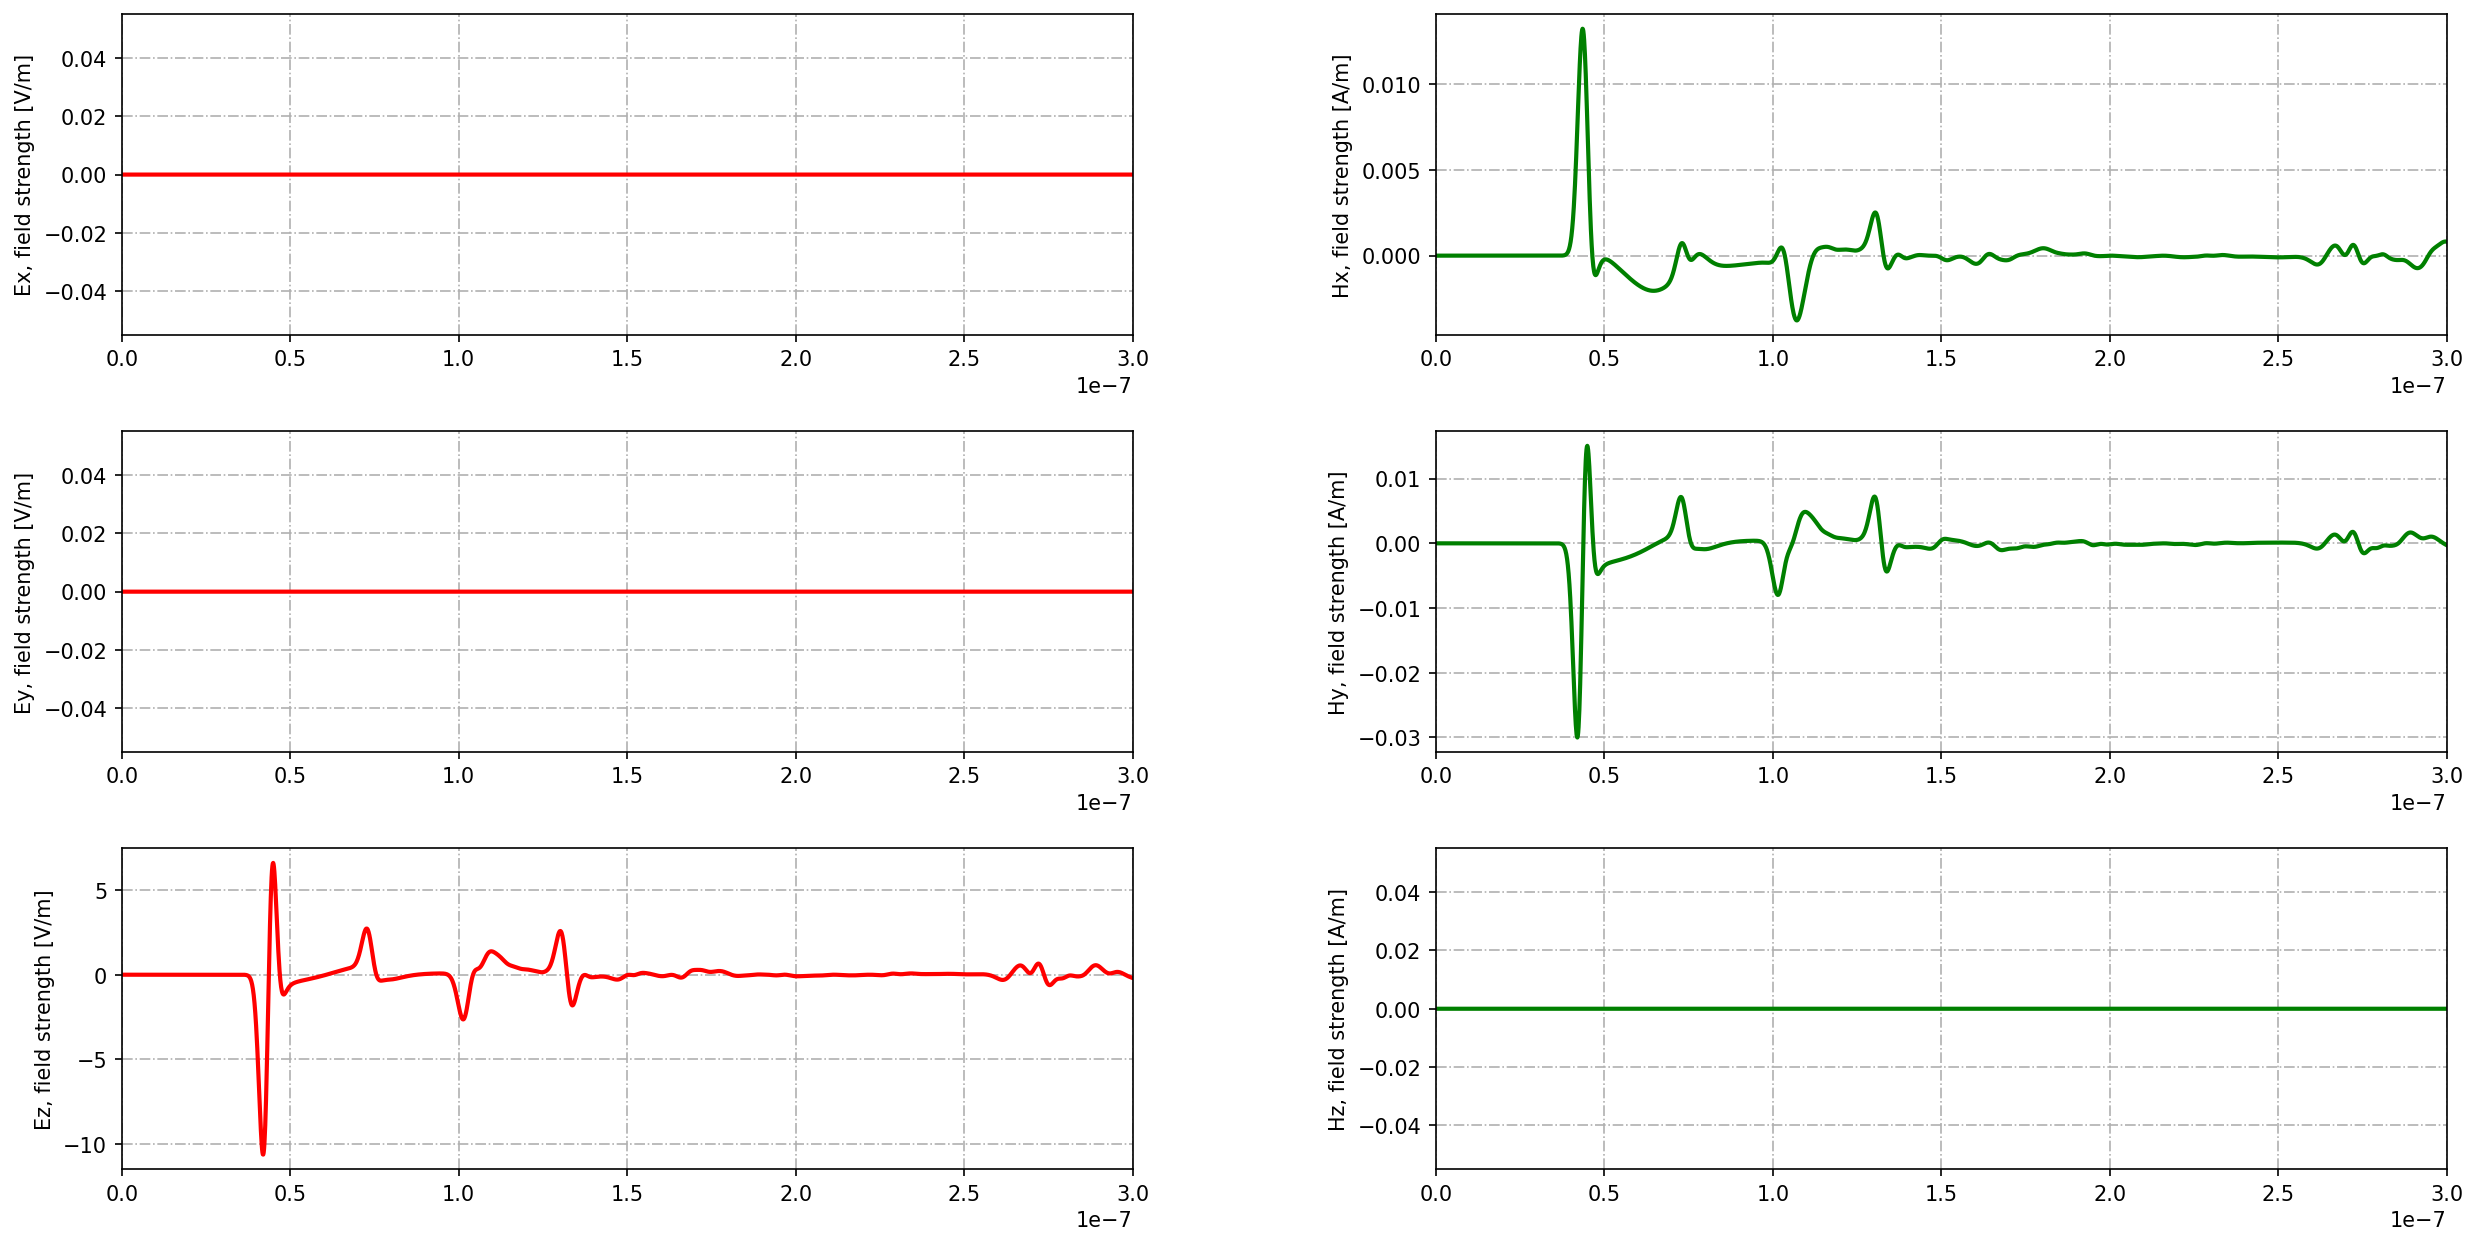 Ex, field strength [V/m]
0.04
0.02
0.00
−0.02
−0.04
0.0 0.5 1.0 1.5 2.0 2.5 3.0
1e−7
Hx, field strength [A/m]
0.010
0.005
0.000
0.0 0.5 1.0 1.5 2.0 2.5 3.0
1e−7
Ey, field strength [V/m]
0.04
0.02
0.00
−0.02
−0.04
0.0 0.5 1.0 1.5 2.0 2.5 3.0
1e−7
Hy, field strength [A/m]
0.01
0.00
−0.01
−0.02
−0.03
0.0 0.5 1.0 1.5 2.0 2.5 3.0
1e−7
Ez, field strength [V/m]
5
0
−5
−10
0.0 0.5 1.0 1.5 2.0 2.5 3.0
1e−7
Hz, field strength [A/m]
0.04
0.02
0.00
−0.02
−0.04
0.0 0.5 1.0 1.5 2.0 2.5 3.0
1e−7